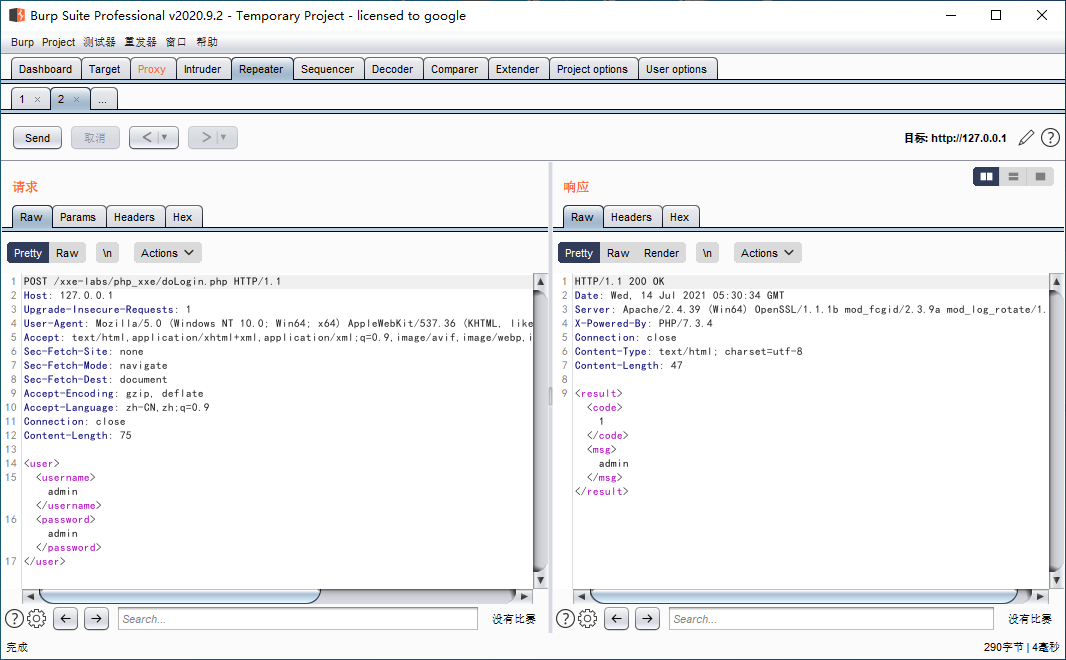 Burp Suite Professional v2020.9.2 - Temporary Project - licensed to google
Burp Project 测试器 重发器 窗口 帮助
Dashboard Target Proxy Intruder Repeater Sequencer Decoder Comparer Extender Project options User options
1 × 2 × ...
Send 取消 < ▼ > ▼ 目标: http://127.0.0.1 ?
请求
Raw Params Headers Hex
Pretty Raw \n Actions
1 POST /xxe-labs/php_xxe/doLogin.php HTTP/1.1
2 Host: 127.0.0.1
3 Upgrade-Insecure-Requests: 1
4 User-Agent: Mozilla/5.0 (Windows NT 10.0; Win64; x64) AppleWebKit/537.36 (KHTML, like
5 Accept: text/html,application/xhtml+xml,application/xml;q=0.9,image/avif,image/webp,i
6 Sec-Fetch-Site: none
7 Sec-Fetch-Mode: navigate
8 Sec-Fetch-Dest: document
9 Accept-Encoding: gzip, deflate
10 Accept-Language: zh-CN,zh;q=0.9
11 Connection: close
12 Content-Length: 75
13
14 <user>
15 <username>
admin
</username>
16 <password>
admin
</password>
17 </user>
? Search... 没有比赛
响应
Raw Headers Hex
Pretty Raw Render \n Actions
1 HTTP/1.1 200 OK
2 Date: Wed, 14 Jul 2021 05:30:34 GMT
3 Server: Apache/2.4.39 (Win64) OpenSSL/1.1.1b mod_fcgid/2.3.9a mod_log_rotate/1.
4 X-Powered-By: PHP/7.3.4
5 Connection: close
6 Content-Type: text/html; charset=utf-8
7 Content-Length: 47
8
9 <result>
<code>
1
</code>
<msg>
admin
</msg>
</result>
? Search... 没有比赛
完成 290字节 | 4毫秒